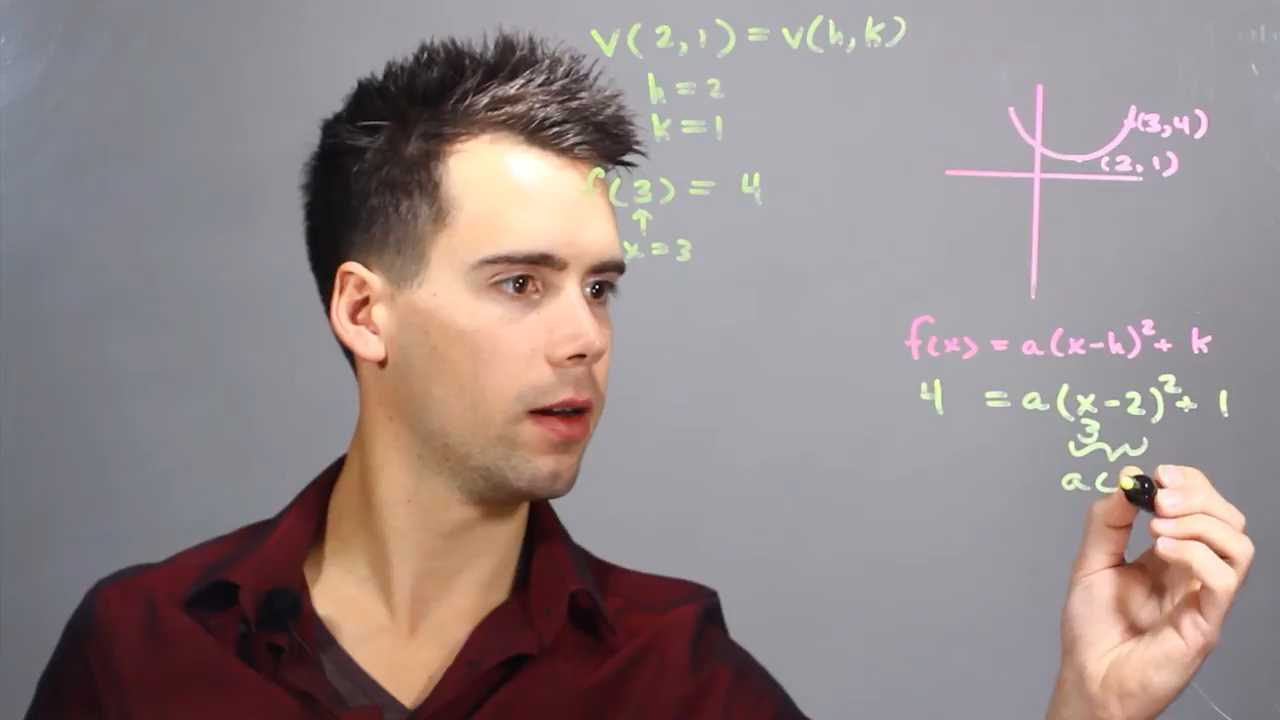 V(2,1) = V(h,k)
h = 2
k = 1
f(3) = 4
↑
x = 3
(3,4)
(2,1)
f(x) = a(x-h)²+ k
4 = a(x-2)²+ 1
3
a(